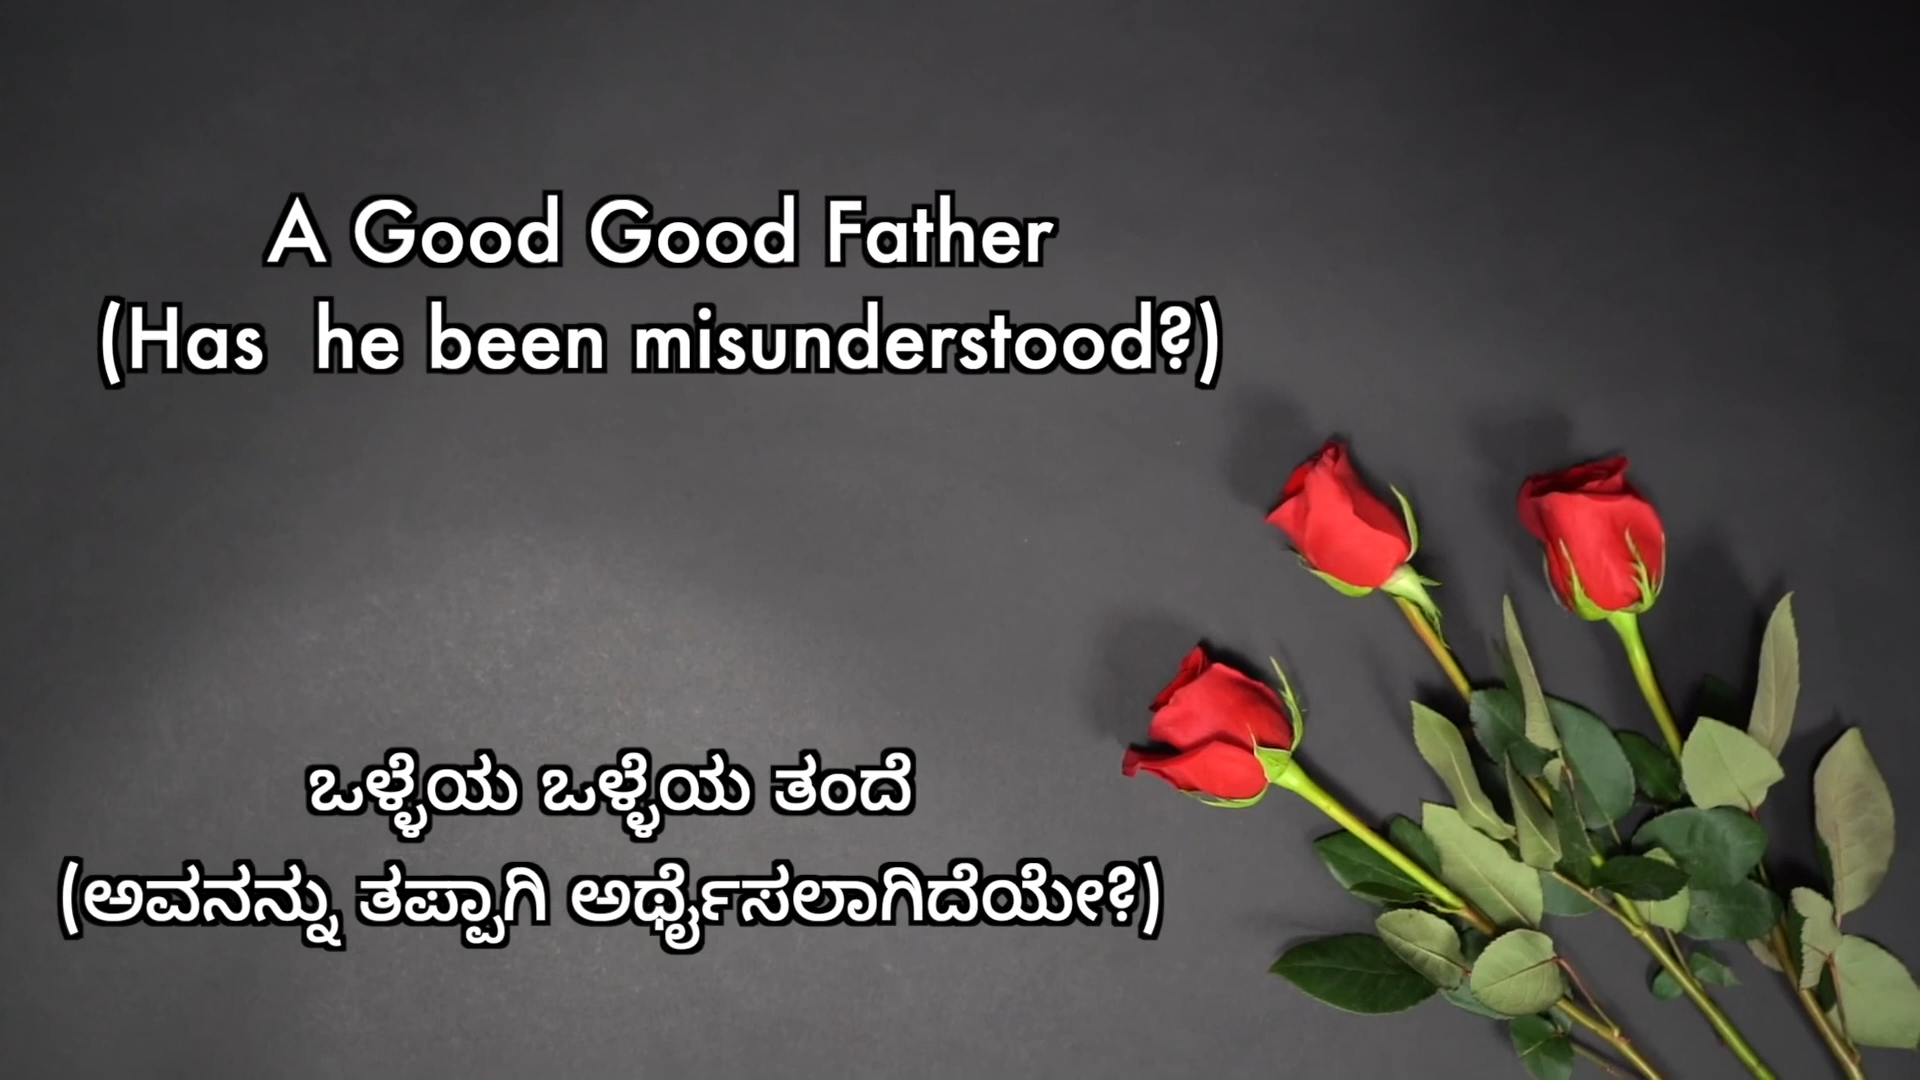 A Good Good Father
(Has he been misunderstood?)
ಒಳ್ಳೆಯ ಒಳ್ಳೆಯ ತಂದೆ
(ಅವನನ್ನು ತಪ್ಪಾಗಿ ಅರ್ಥೈಸಲಾಗಿದೆಯೇ?)